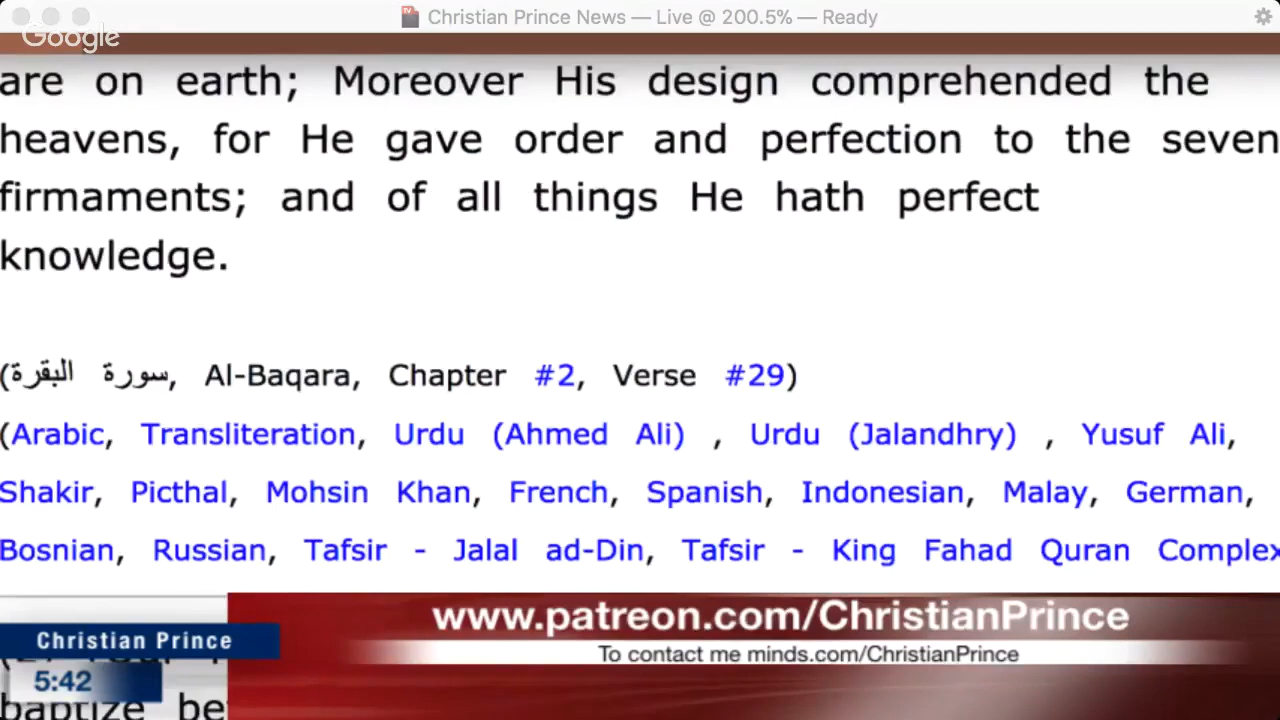 Christian Prince News — Live @ 200.5% — Ready
Google
are on earth; Moreover His design comprehended the
heavens, for He gave order and perfection to the seven
firmaments; and of all things He hath perfect
knowledge.
(سورة البقرة, Al-Baqara, Chapter #2, Verse #29)
(Arabic, Transliteration, Urdu (Ahmed Ali) , Urdu (Jalandhry) , Yusuf Ali,
Shakir, Picthal, Mohsin Khan, French, Spanish, Indonesian, Malay, German,
Bosnian, Russian, Tafsir - Jalal ad-Din, Tafsir - King Fahad Quran Complex
www.patreon.com/ChristianPrince
Christian Prince
To contact me minds.com/ChristianPrince
5:42
baptize